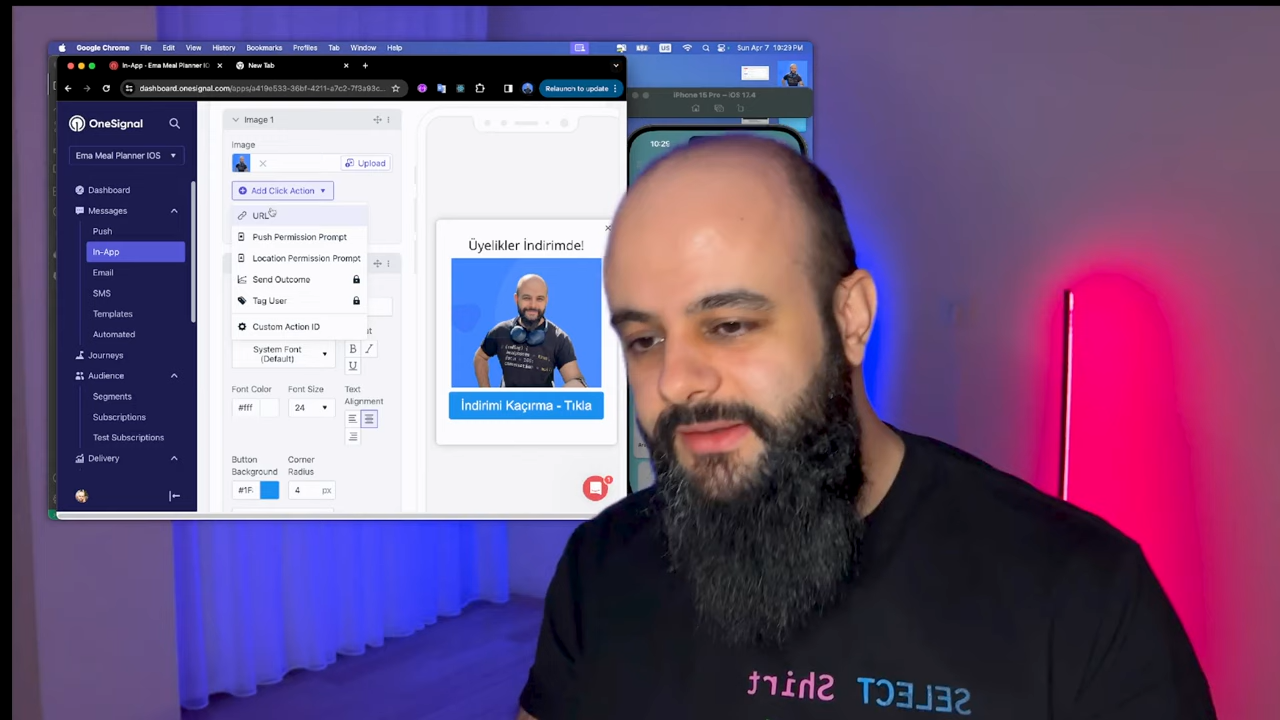 Google Chrome File Edit View History Bookmarks Profiles Tab Window Help
US
Sun Apr 7 10:29 PM
In-App - Ema Meal Planner IO
New Tab
dashboard.onesignal.com/apps/a419e533-36bf-4211-a7c2-7f3a93c...
Relaunch to update
iPhone 15 Pro – iOS 17.4
10:29
OneSignal
Ema Meal Planner IOS
Dashboard
Messages
Push
In-App
Email
SMS
Templates
Automated
Journeys
Audience
Segments
Subscriptions
Test Subscriptions
Delivery
Image 1
Image
Upload
Add Click Action
URL
Push Permission Prompt
Location Permission Prompt
Send Outcome
Tag User
Custom Action ID
System Font
(Default)
B I
U
Font Color
Font Size
Text
Alignment
#fff
24
Button
Background
Corner
Radius
#1F
4 px
Üyelikler İndirimde!
İndirimi Kaçırma - Tıkla
1
SELECT Shirt